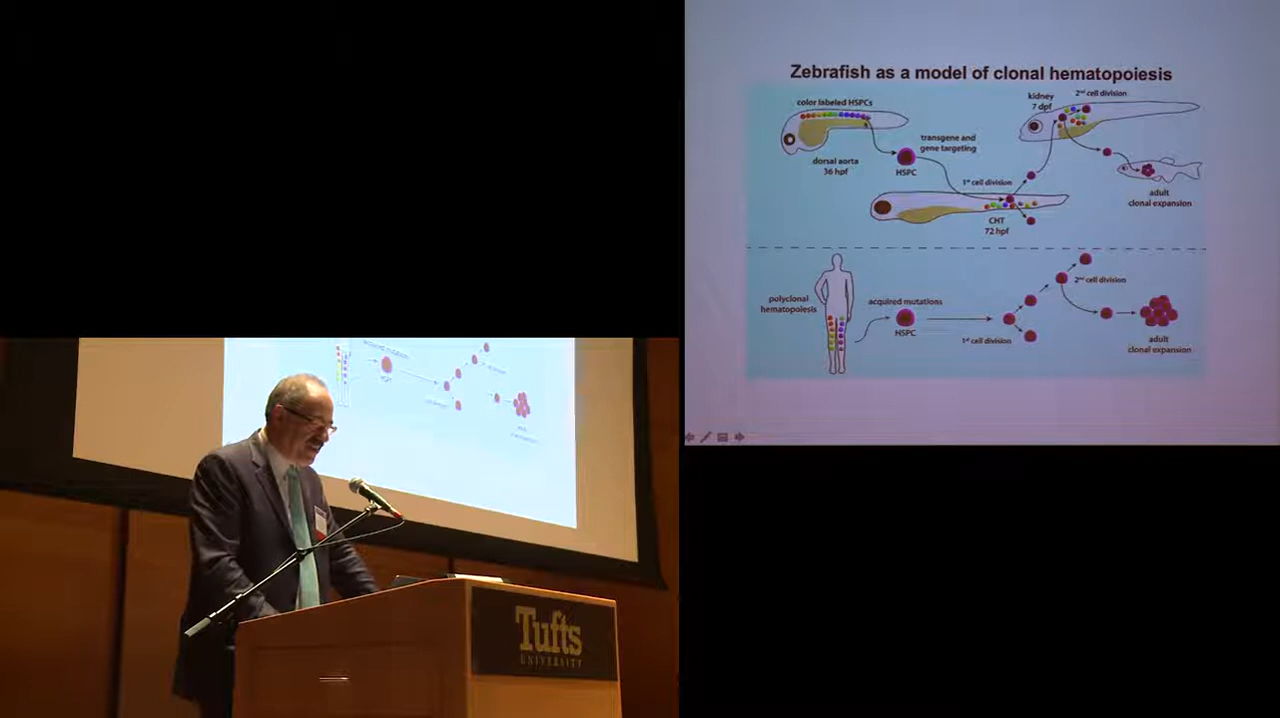 Zebrafish as a model of clonal hematopoiesis
color labeled HSPCs
dorsal aorta
36 hpf
HSPC
transgene and
gene targeting
1st cell division
CHT
72 hpf
kidney
7 dpf
2nd cell division
adult
clonal expansion
polyclonal
hematopoiesis
acquired mutations
HSPC
1st cell division
2nd cell division
adult
clonal expansion
Tufts
UNIVERSITY